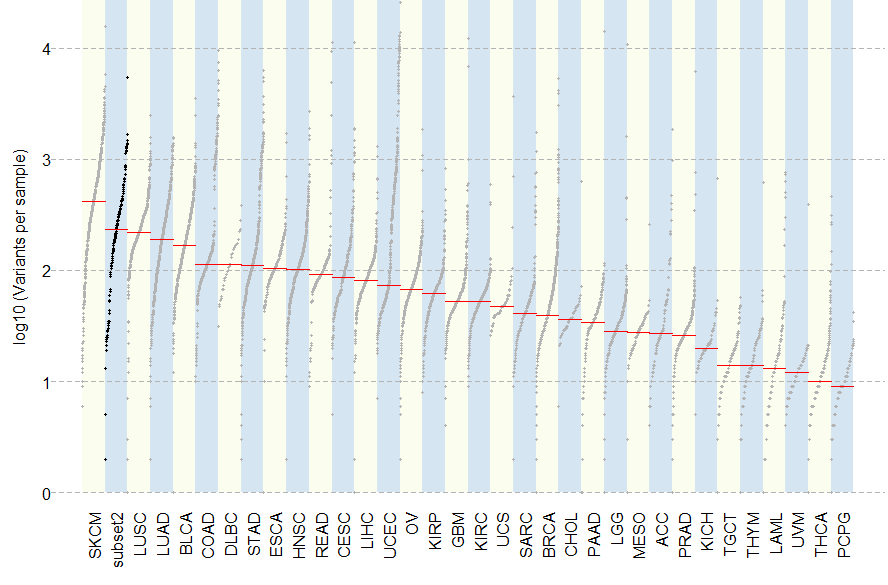 4
3
2
1
0
log10 (Variants per sample)
SKCM
subset2
LUSC
LUAD
BLCA
COAD
DLBC
STAD
ESCA
HNSC
READ
CESC
LIHC
UCEC
OV
KIRP
GBM
KIRC
UCS
SARC
BRCA
CHOL
PAAD
LGG
MESO
ACC
PRAD
KICH
TGCT
THYM
LAML
UVM
THCA
PCPG